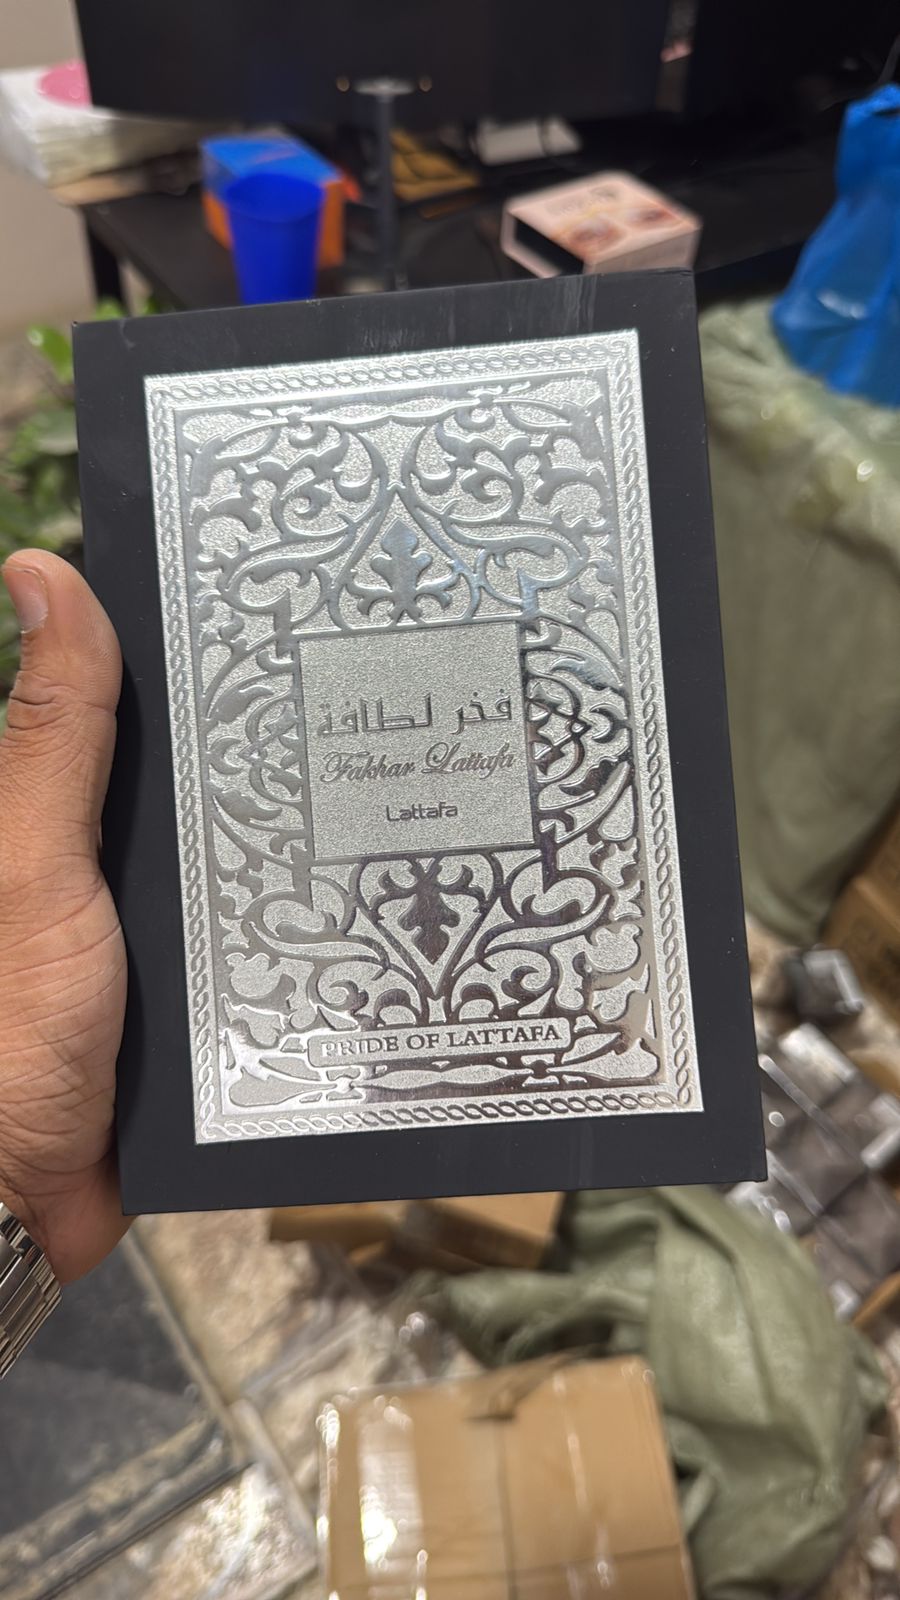 فخر لطافة
Fakhar Lattafa
Lattafa
PRIDE OF LATTAFA